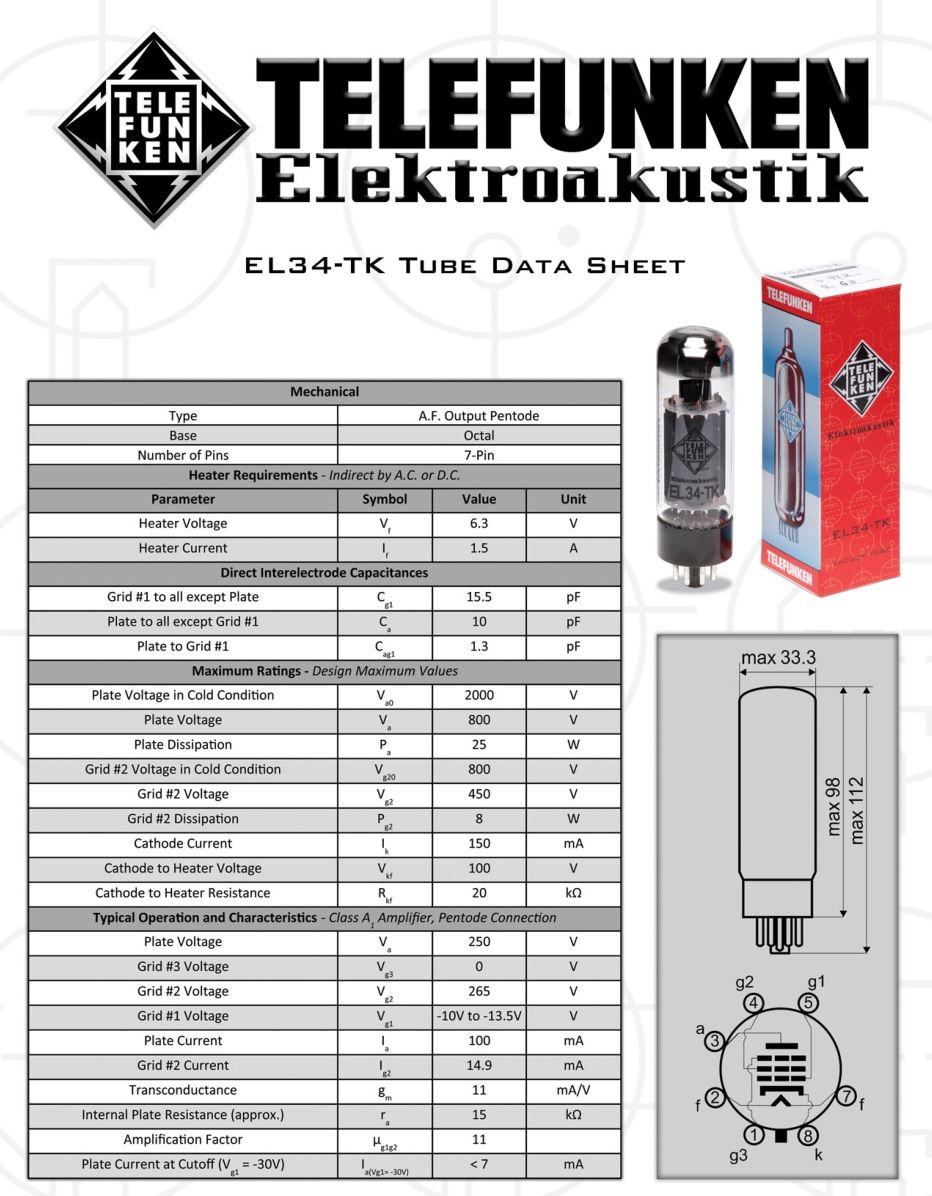 TELE
FUN
KEN
TELEFUNKEN
Elektroakustik
EL34-TK Tube Data Sheet
TELEFUNKEN
TELE
FUN
KEN
Elektroakustik
EL34-TK
VACUUM TUBE
TELEFUNKEN
TELE
FUN
KEN
Elektroakustik
EL34-TK
Mechanical
Type A.F. Output Pentode
Base Octal
Number of Pins 7-Pin
Heater Requirements - Indirect by A.C. or D.C.
Parameter Symbol Value Unit
Heater Voltage Vf 6.3 V
Heater Current If 1.5 A
Direct Interelectrode Capacitances
Grid #1 to all except Plate Cg1 15.5 pF
Plate to all except Grid #1 Ca 10 pF
Plate to Grid #1 Cag1 1.3 pF
Maximum Ratings - Design Maximum Values
Plate Voltage in Cold Condition Va0 2000 V
Plate Voltage Va 800 V
Plate Dissipation Pa 25 W
Grid #2 Voltage in Cold Condition Vg20 800 V
Grid #2 Voltage Vg2 450 V
Grid #2 Dissipation Pg2 8 W
Cathode Current Ik 150 mA
Cathode to Heater Voltage Vkf 100 V
Cathode to Heater Resistance Rkf 20 kΩ
Typical Operation and Characteristics - Class A1 Amplifier, Pentode Connection
Plate Voltage Va 250 V
Grid #3 Voltage Vg3 0 V
Grid #2 Voltage Vg2 265 V
Grid #1 Voltage Vg1 -10V to -13.5V V
Plate Current Ia 100 mA
Grid #2 Current Ig2 14.9 mA
Transconductance gm 11 mA/V
Internal Plate Resistance (approx.) ra 15 kΩ
Amplification Factor μg1g2 11
Plate Current at Cutoff (Vg1 = -30V) Ia(Vg1= -30V) < 7 mA
max 33.3
max 98
max 112
g2 g1
4 5
a 3
f 2 7 f
1 8
g3 k